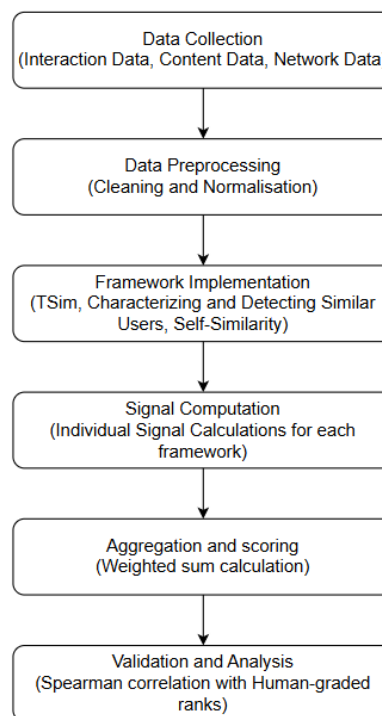 Data Collection
(Interaction Data, Content Data, Network Data
Data Preprocessing
(Cleaning and Normalisation)
Framework Implementation
(TSim, Characterizing and Detecting Similar
Users, Self-Similarity)
Signal Computation
(Individual Signal Calculations for each
framework)
Aggregation and scoring
(Weighted sum calculation)
Validation and Analysis
(Spearman correlation with Human-graded
ranks)